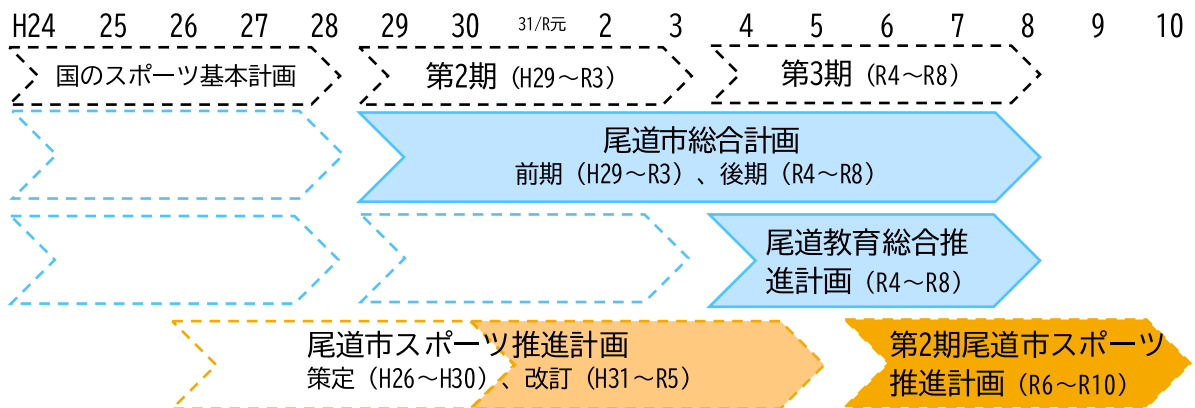 H24 25 26 27 28 29 30 31/R元 2 3 4 5 6 7 8 9 10
国のスポーツ基本計画 第2期（H29～R3） 第3期（R4～R8）
尾道市総合計画
前期（H29～R3）、後期（R4～R8）
尾道教育総合推
進計画（R4～R8）
尾道市スポーツ推進計画
策定（H26～H30）、改訂（H31～R5）
第2期尾道市スポーツ
推進計画（R6～R10）